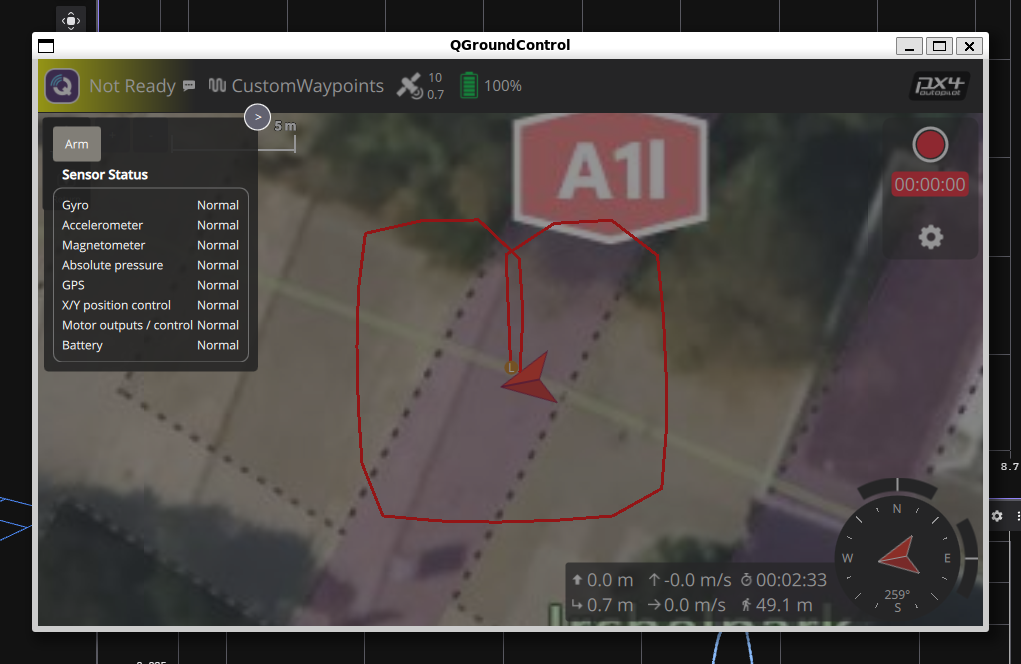 QGroundControl
Not Ready
CustomWaypoints
10
0.7
100%
PX4
autopilot
>
5 m
Arm
Sensor Status
Gyro Normal
Accelerometer Normal
Magnetometer Normal
Absolute pressure Normal
GPS Normal
X/Y position control Normal
Motor outputs / control Normal
Battery Normal
A11
00:00:00
L
8.7
N
W E
259°
S
0.0 m -0.0 m/s 00:02:33
0.7 m 0.0 m/s 49.1 m